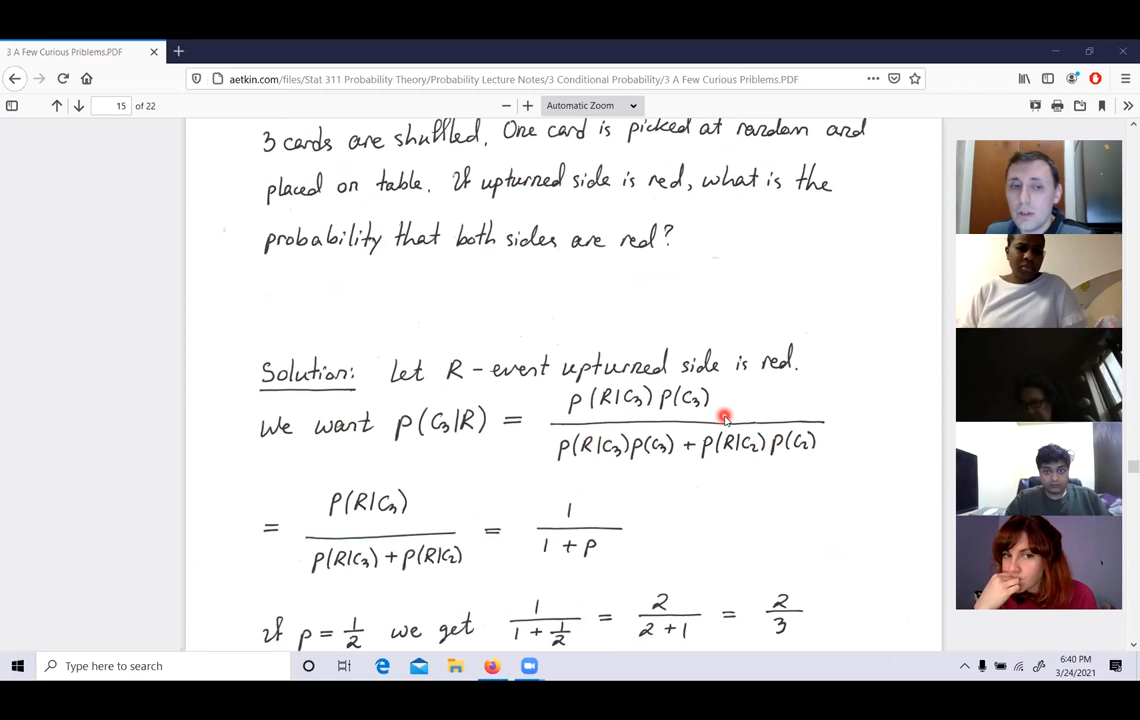 3 A Few Curious Priblems.PDF
aetkin.com/files/Stat 311 Probability Theory/Probability Lecture Notes/3 Conditional Probability/3 A Few Curious Priblems.PDF
15 of 22
Automatic Zoom
3 cards are shuffled. One card is picked at random and
placed on table. If upturned side is red, what is the
probability that both sides are red?
Solution: Let R - event upturned side is red.
We want P(C₃|R) = P(R|C₃)P(C₃) / P(R|C₃)P(C₃) + P(R|C₂)P(C₂)
= P(R|C₃) / P(R|C₃) + P(R|C₂) = 1 / 1 + p
If p = 1/2 we get 1 / 1 + 1/2 = 2 / 2 + 1 = 2/3
Type here to search
6:40 PM
3/24/2021